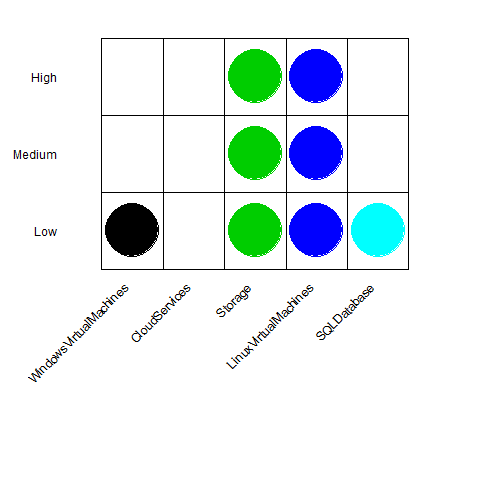 High
Medium
Low
WindowsVirtualMachines
CloudServices
Storage
LinuxVirtualMachines
SQLDatabase